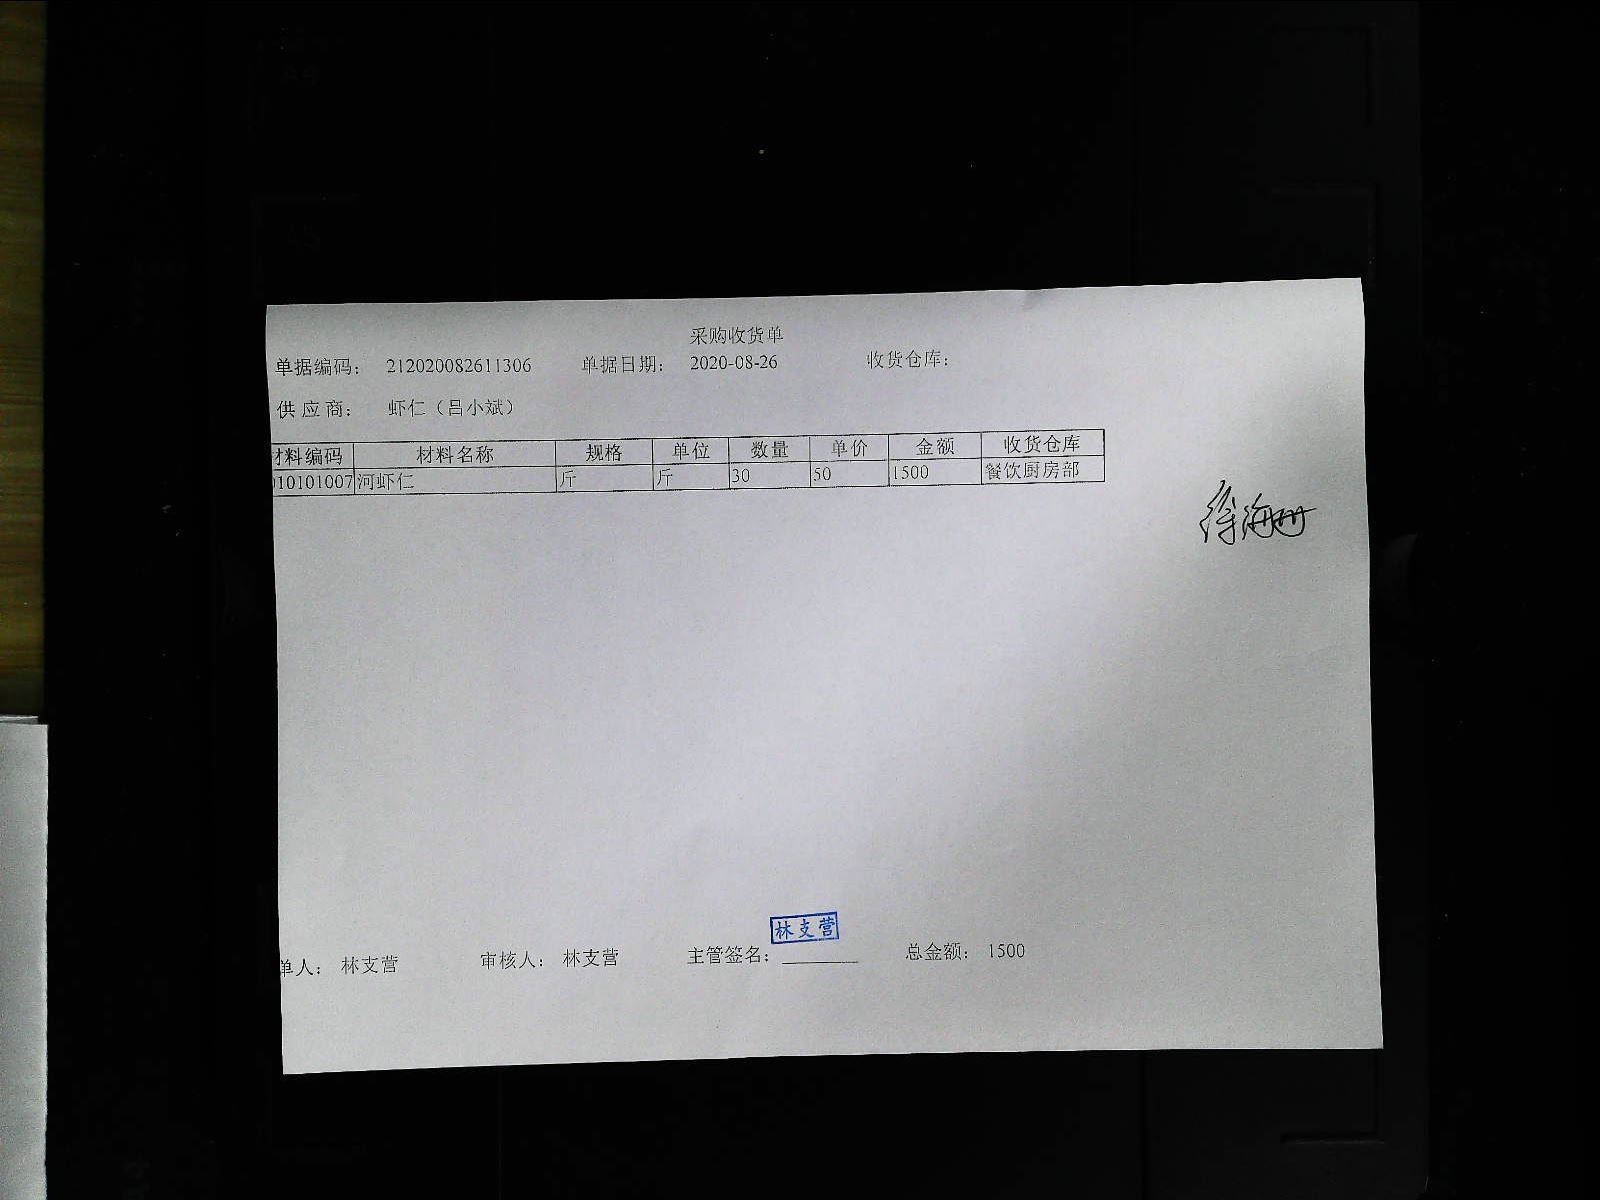 采购收货单
单据编码： 212020082611306 单据日期： 2020-08-26 收货仓库：
供应商： 虾仁（吕小斌）
材料编码 材料名称 规格 单位 数量 单价 金额 收货仓库
010101007 河虾仁 斤 斤 30 50 1500 餐饮厨房部
徐海珊
林支营
单人： 林支营 审核人： 林支营 主管签名： 总金额： 1500